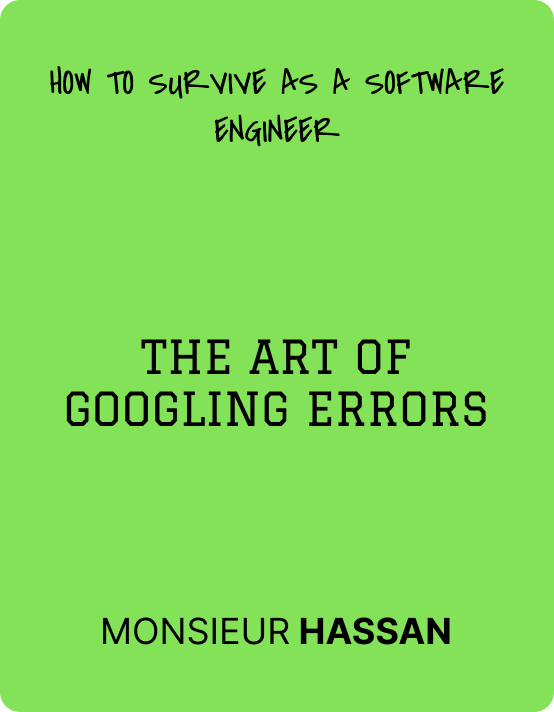 HOW TO SURVIVE AS A SOFTWARE
ENGINEER
THE ART OF
GOOGLING ERRORS
MONSIEUR HASSAN